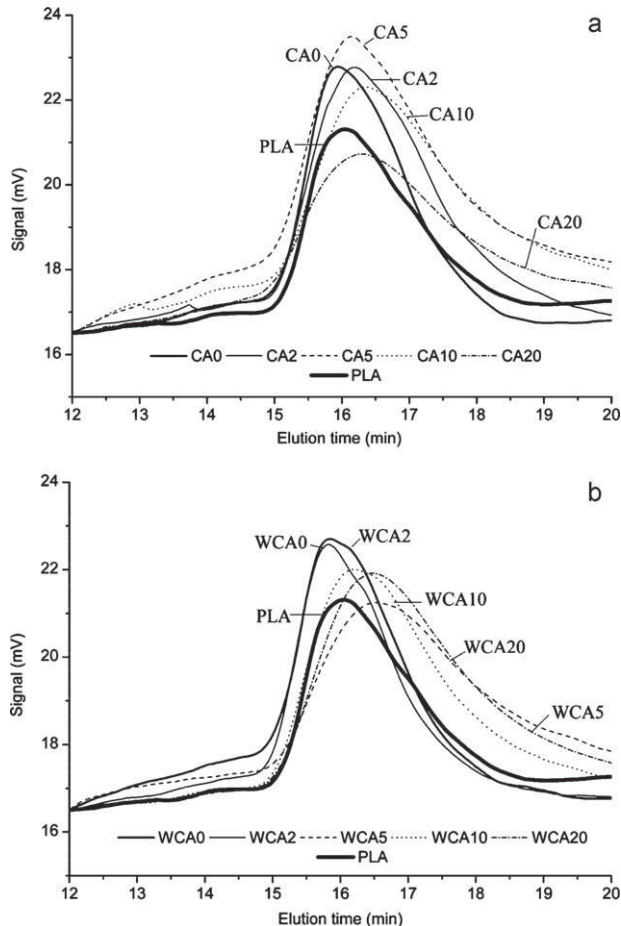 a
24
22
20
18
16
Signal (mV)
CA5
CA0
CA2
CA10
PLA
CA20
CA0 CA2 CA5 CA10 CA20
PLA
12 13 14 15 16 17 18 19 20
Elution time (min)
b
24
22
20
18
16
Signal (mV)
WCA0
WCA2
WCA10
PLA
WCA20
WCA5
WCA0 WCA2 WCA5 WCA10 WCA20
PLA
12 13 14 15 16 17 18 19 20
Elution time (min)